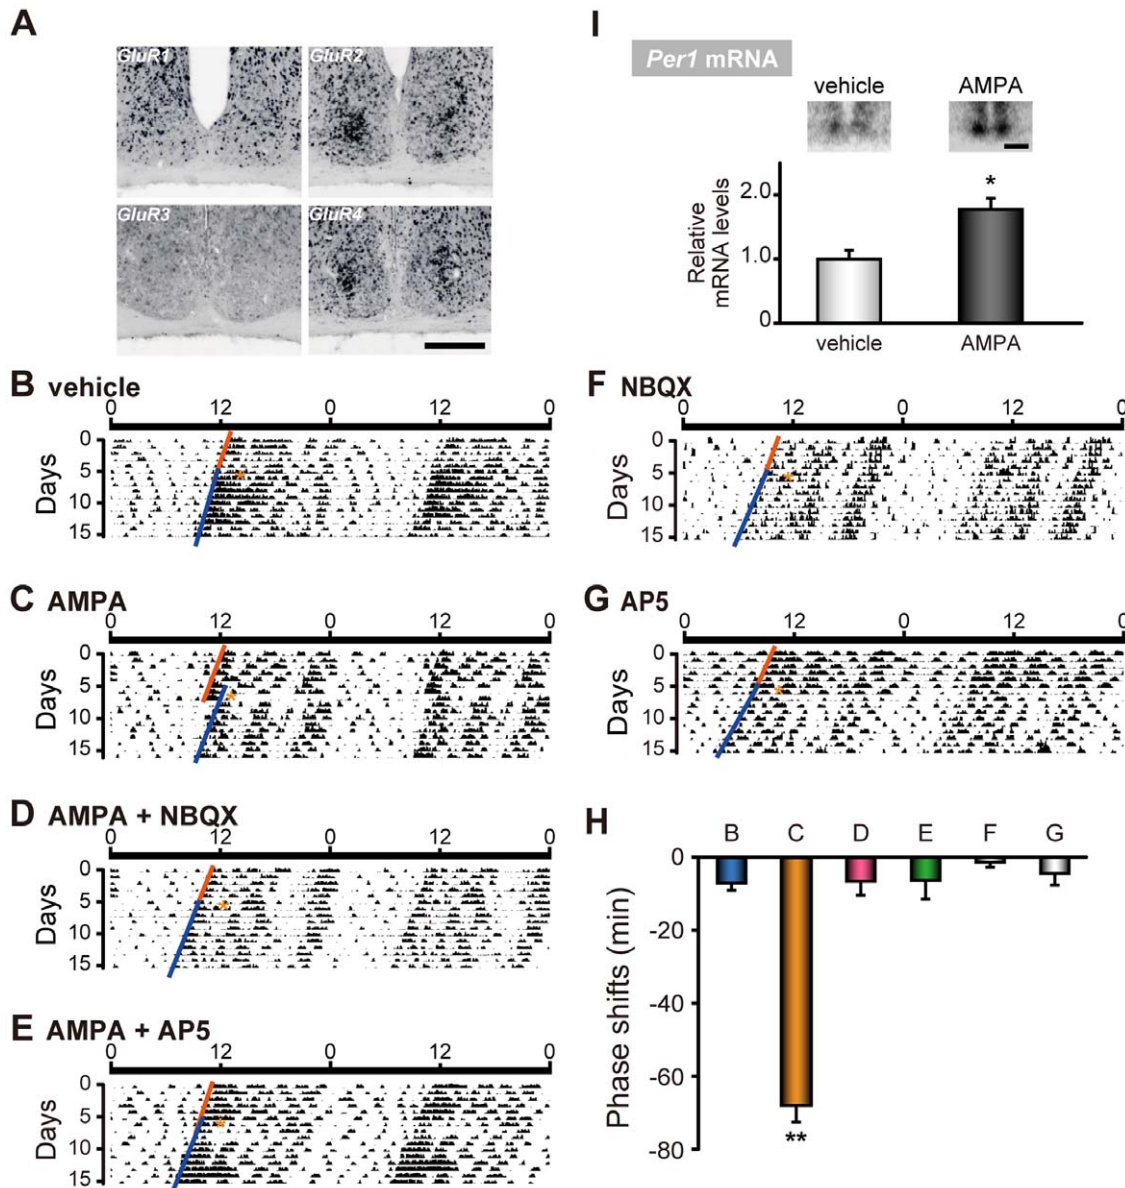 A
GluR1
GluR2
GluR3
GluR4
I
Per1 mRNA
vehicle
AMPA
*
Relative
mRNA levels
2.0
1.0
0
vehicle
AMPA
B vehicle
0 12 0 12 0
Days
0
5
10
15
*
C AMPA
0 12 0 12 0
Days
0
5
10
15
*
D AMPA + NBQX
0 12 0 12 0
Days
0
5
10
15
*
E AMPA + AP5
0 12 0 12 0
Days
0
5
10
15
*
F NBQX
0 12 0 12 0
Days
0
5
10
15
*
G AP5
0 12 0 12 0
Days
0
5
10
15
*
H
B C D E F G
Phase shifts (min)
0
-20
-40
-60
-80
**